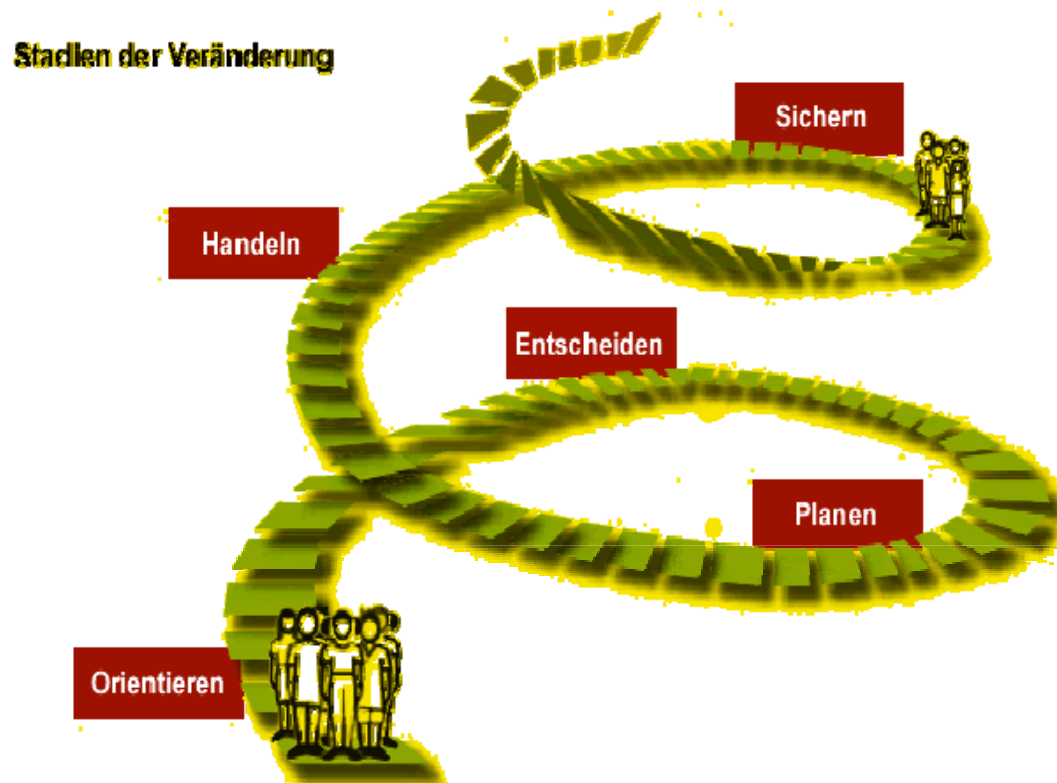 Stadien der Veränderung
Sichern
Handeln
Entscheiden
Planen
Orientieren